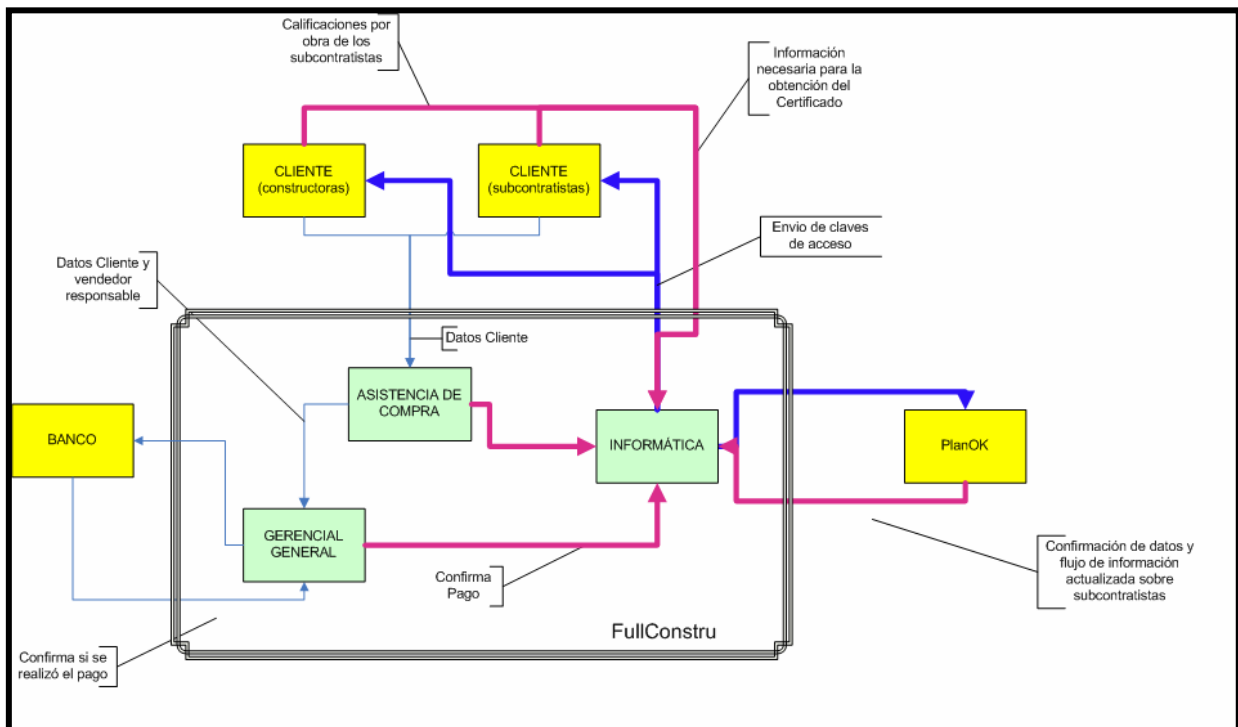 Calificaciones por
obra de los
subcontratistas
Información
necesaria para la
obtención del
Certificado
CLIENTE
(constructoras)
CLIENTE
(subcontratistas)
Envio de claves
de acceso
Datos Cliente y
vendedor
responsable
Datos Cliente
ASISTENCIA DE
COMPRA
BANCO
INFORMÁTICA
PlanOK
GERENCIAL
GENERAL
Confirma
Pago
Confirmación de datos y
flujo de información
actualizada sobre
subcontratistas
FullConstru
Confirma si se
realizó el pago